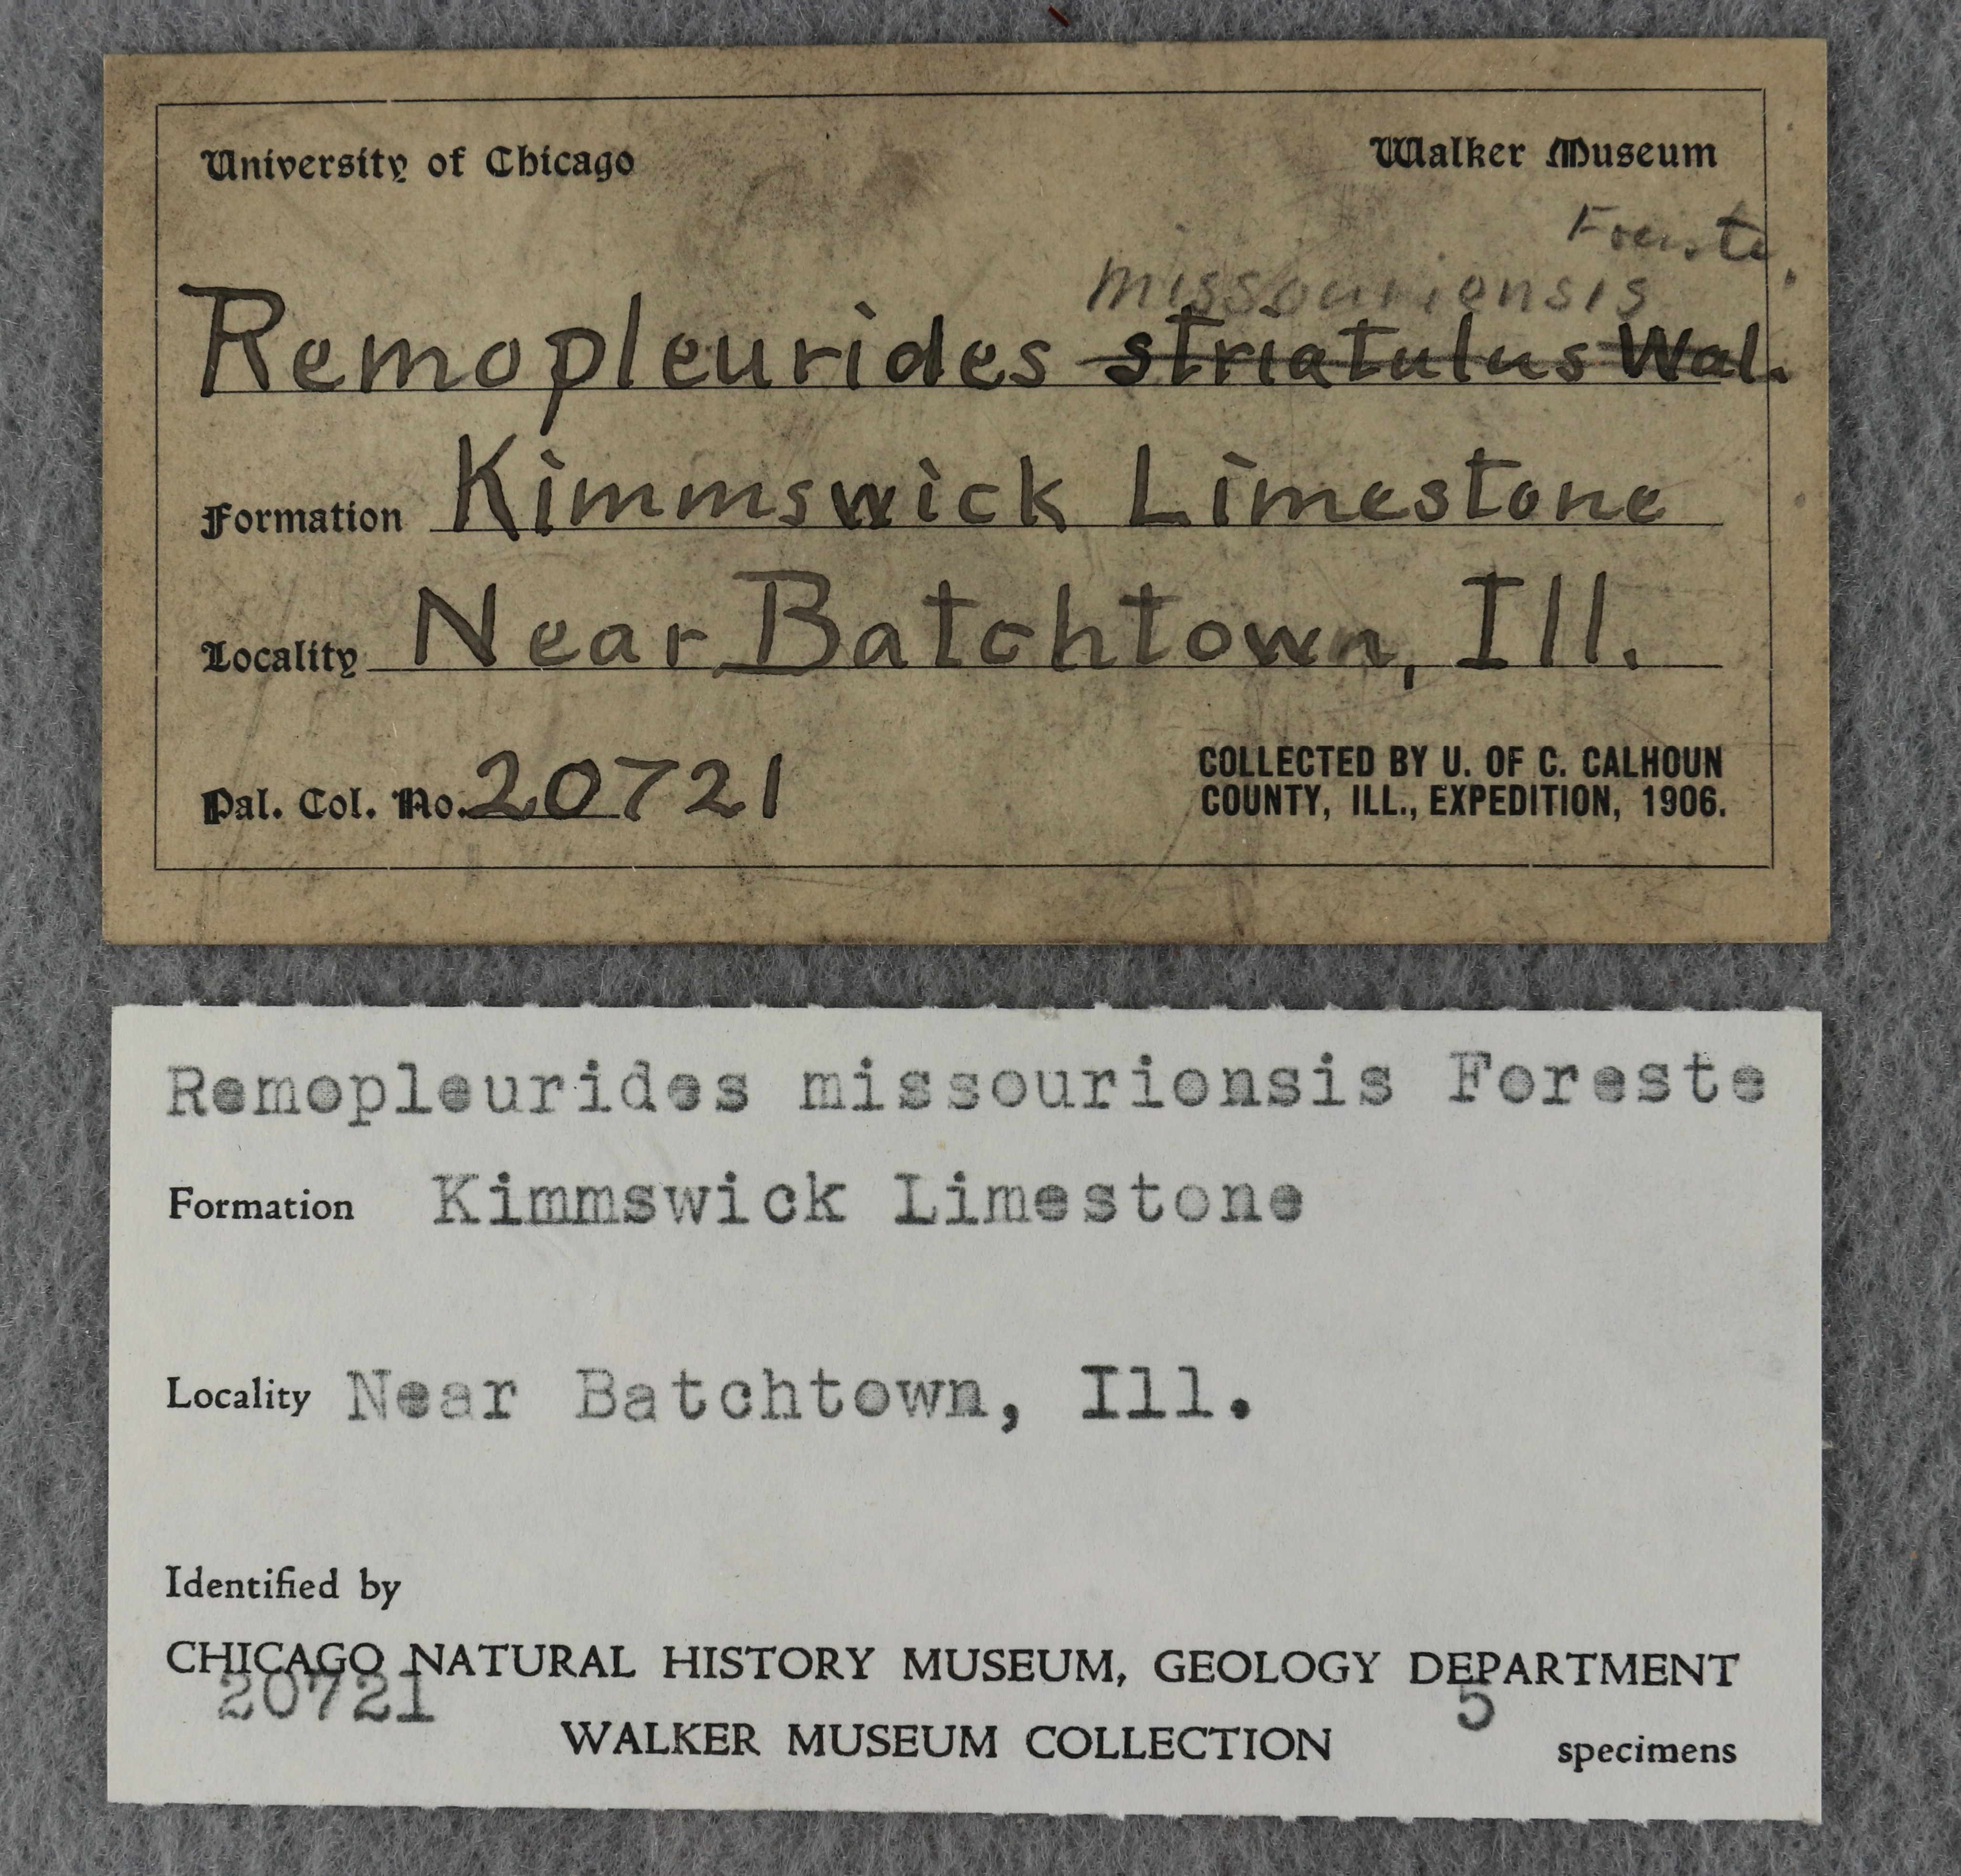 University of Chicago Walker Museum
Foerste.
missouriensis
Remopleurides striatulus Wal.
Formation Kimmswick Limestone
Locality Near Batchtown, Ill.
Pal. Col. No. 20721
COLLECTED BY U. OF C. CALHOUN
COUNTY, ILL., EXPEDITION, 1906.
Remopleurides missouriensis Foreste
Formation Kimmswick Limestone
Locality Near Batchtown, Ill.
Identified by
CHICAGO NATURAL HISTORY MUSEUM, GEOLOGY DEPARTMENT
20721 5
WALKER MUSEUM COLLECTION specimens